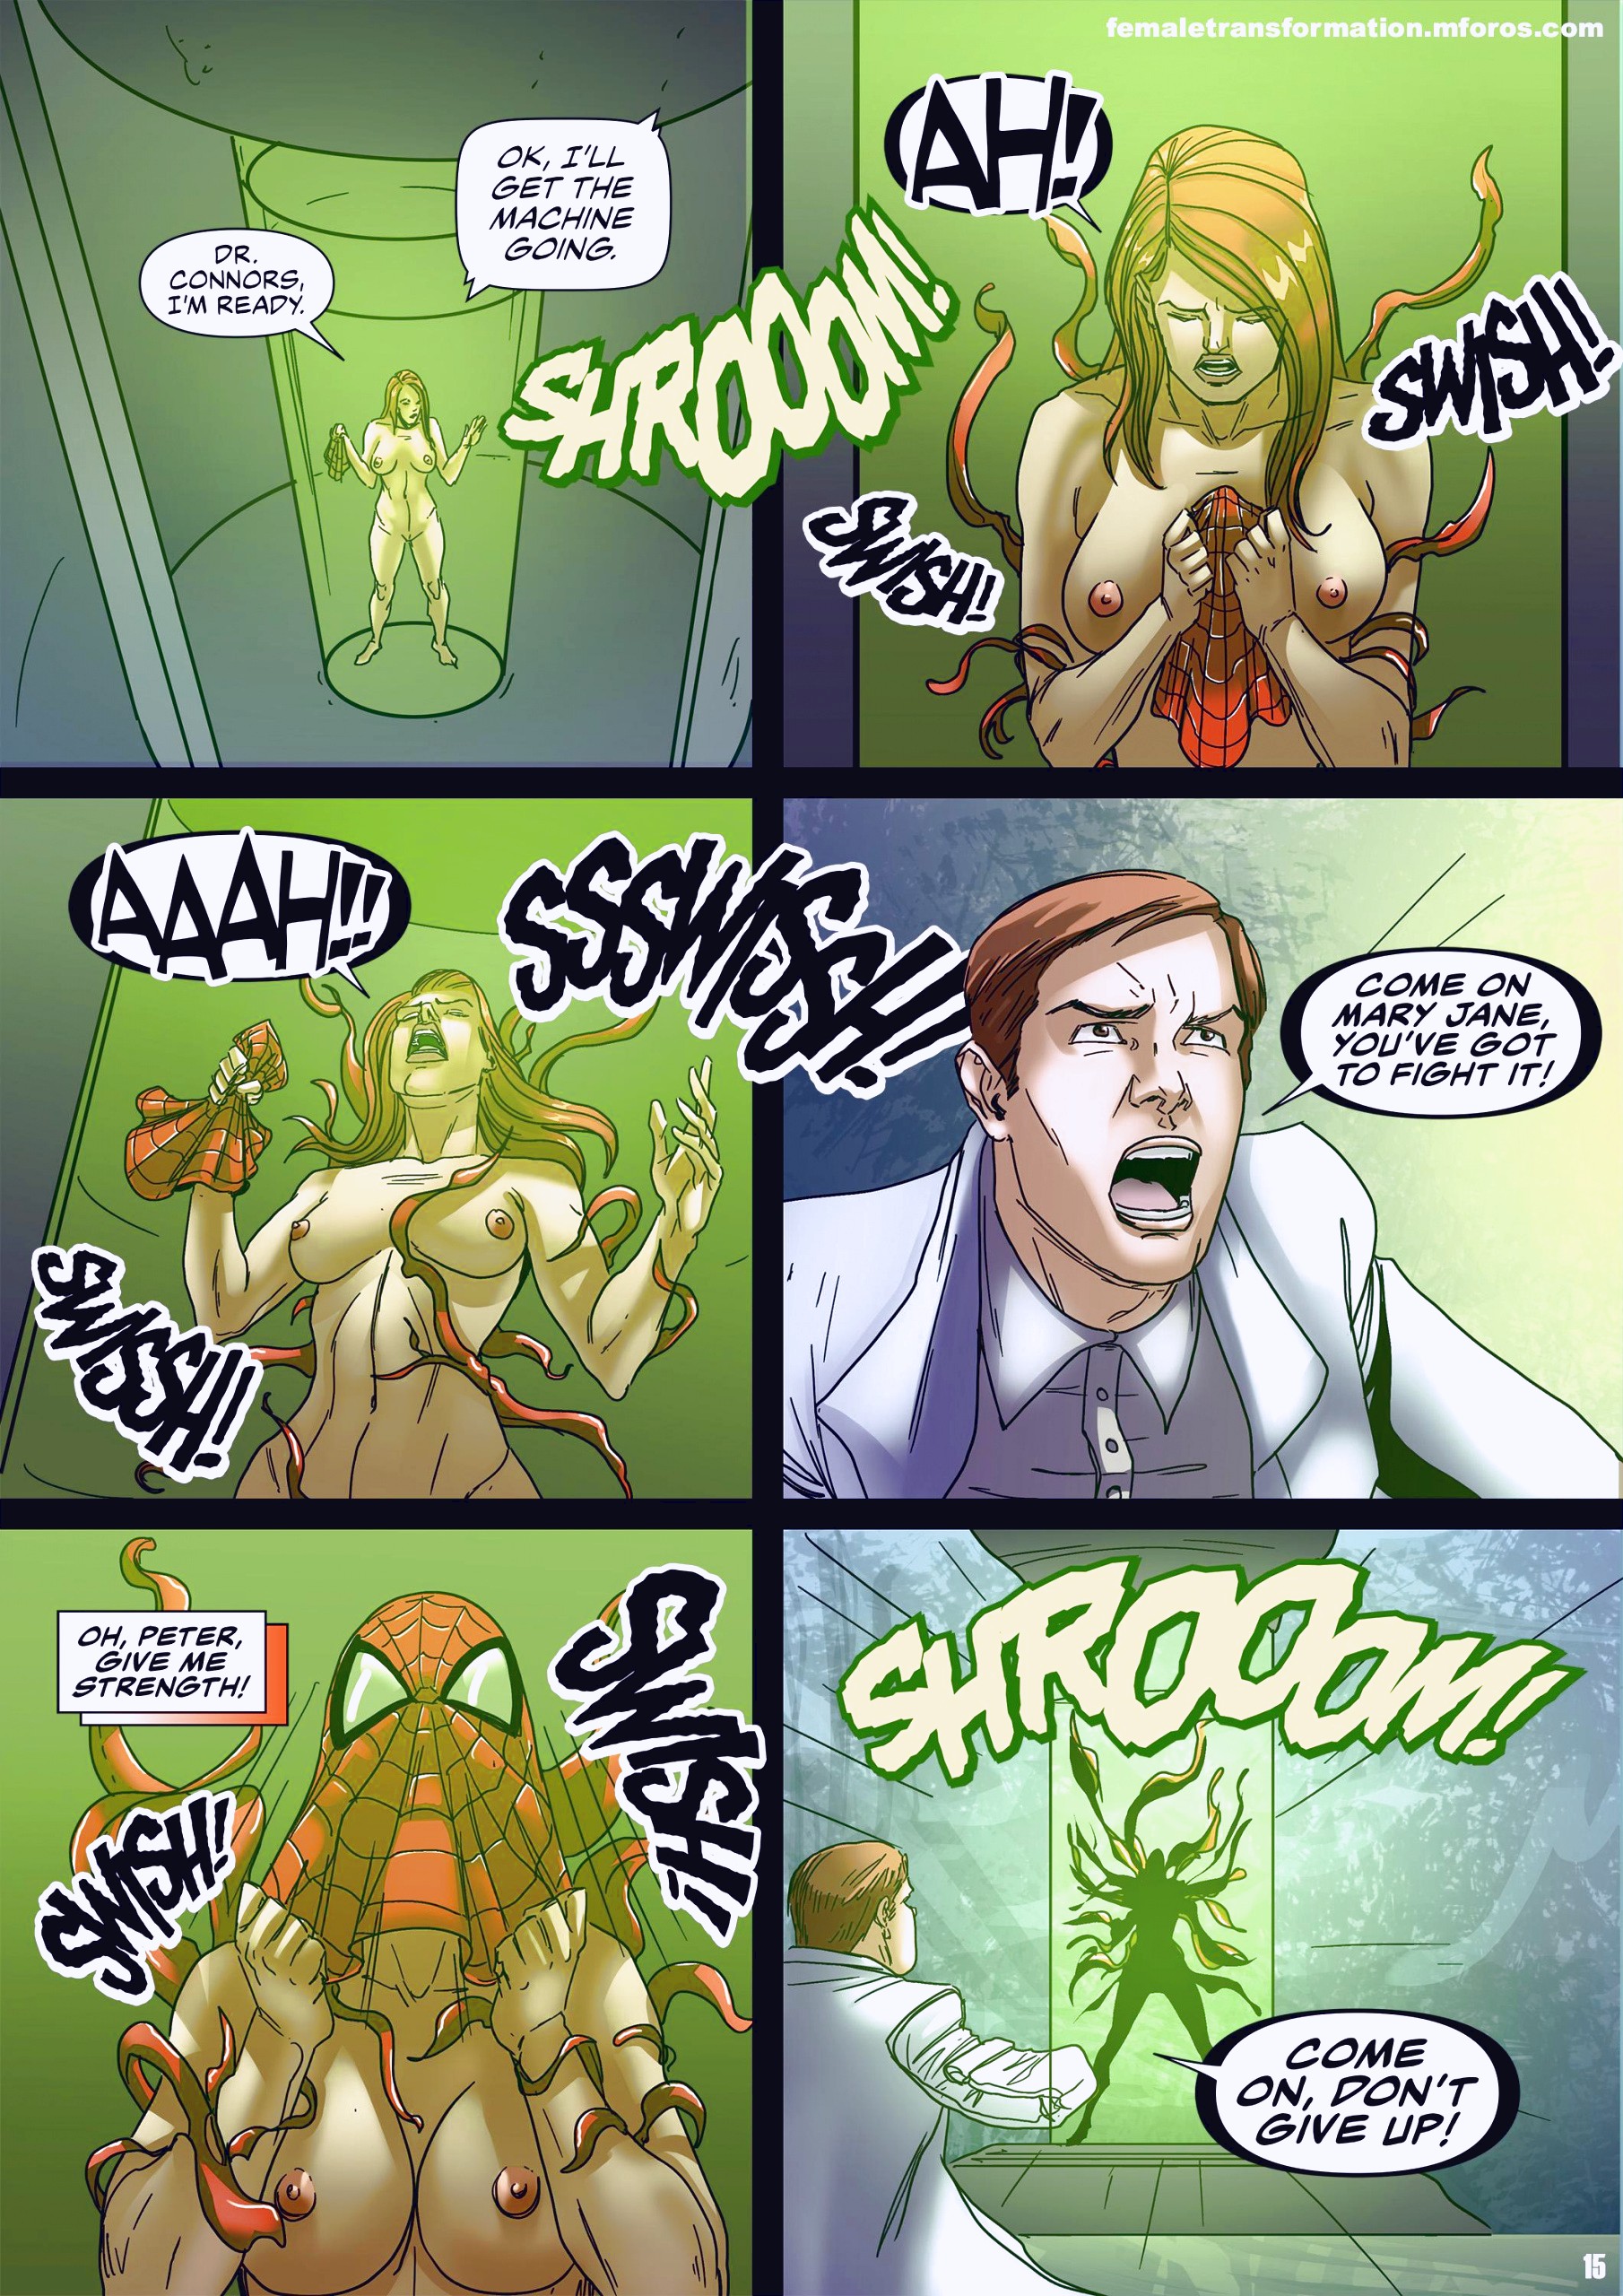 femaletransformation.mforos.com
DR.
CONNORS,
I'M READY.
OK, I'LL
GET THE
MACHINE
GOING.
SHROOOM!
AH!
SWISH!
SWISH!
AAAH!!
SSSWISSH!!
SWISSH!!
COME ON
MARY JANE,
YOU'VE GOT
TO FIGHT IT!
OH, PETER,
GIVE ME
STRENGTH!
SWISH!
SWISH!
SHROOOOM!
COME
ON, DON'T
GIVE UP!
15